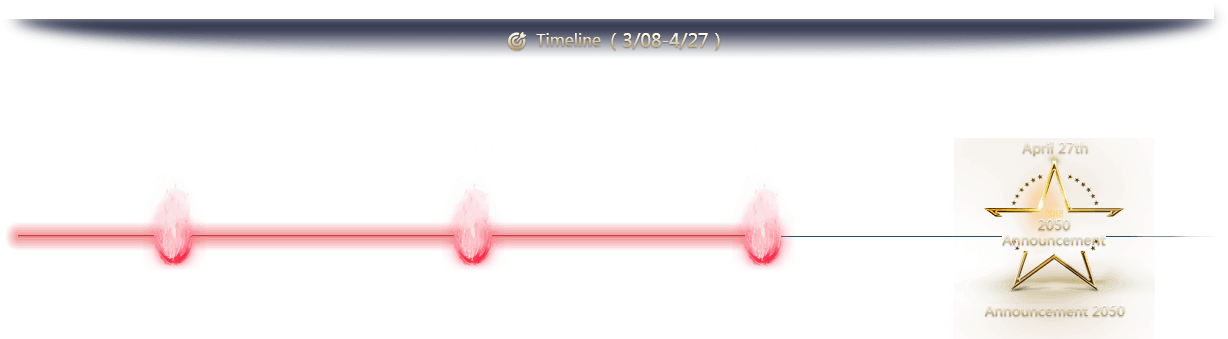 Timeline ( 3/08-4/27 )
April 27th
2050
Announcement
Announcement 2050